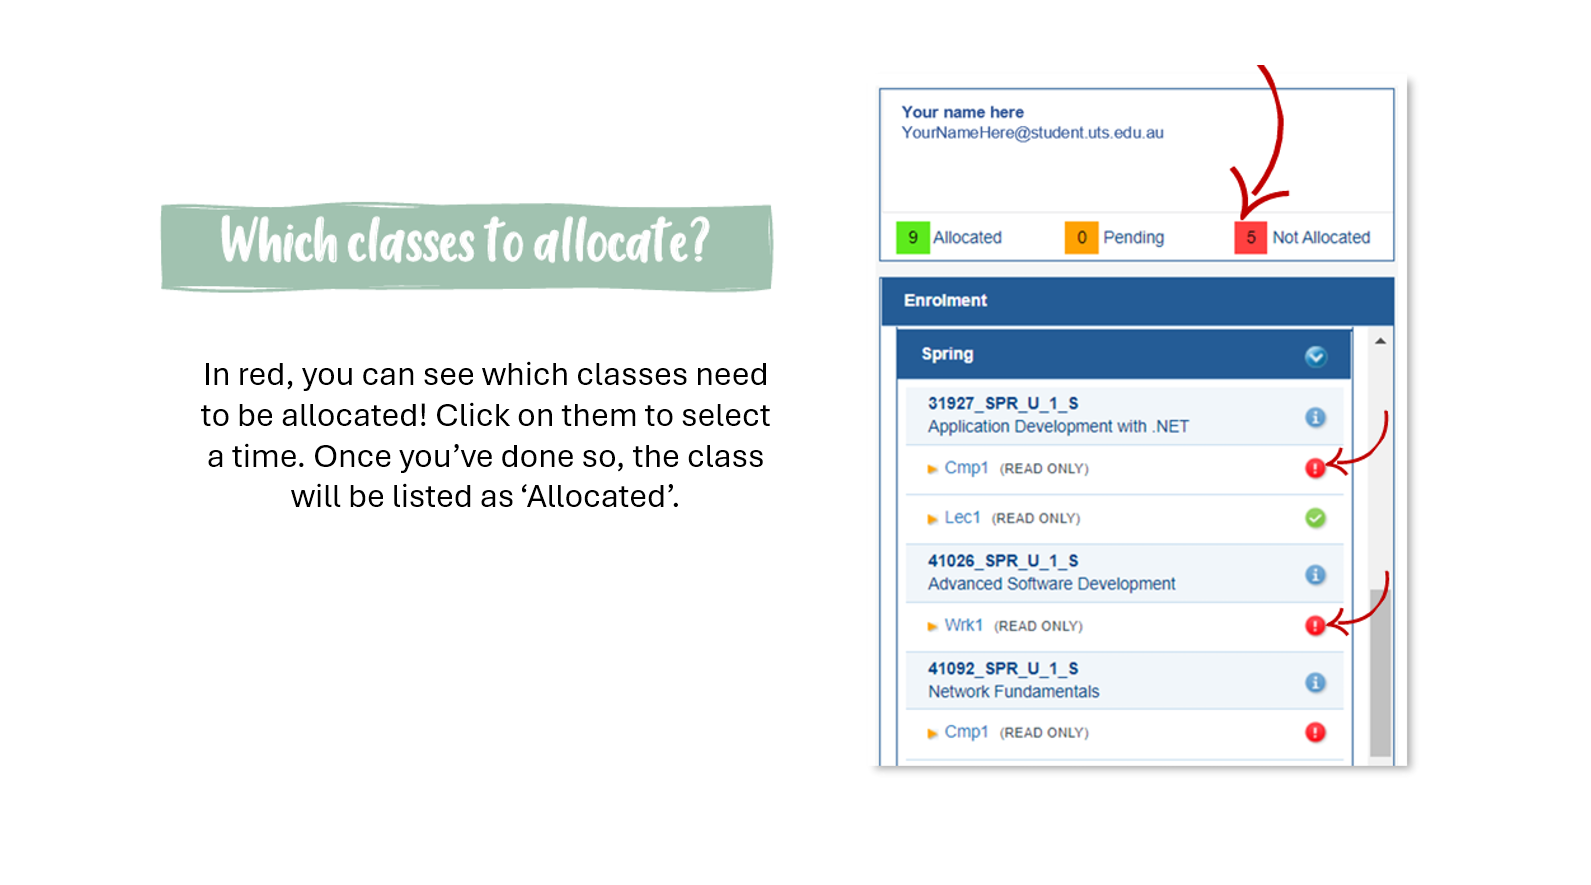 Which classes to allocate?
In red, you can see which classes need
to be allocated! Click on them to select
a time. Once you’ve done so, the class
will be listed as ‘Allocated’.
Your name here
YourNameHere@student.uts.edu.au
9 Allocated 0 Pending 5 Not Allocated
Enrolment
Spring
31927_SPR_U_1_S
Application Development with .NET
Cmp1 (READ ONLY)
Lec1 (READ ONLY)
41026_SPR_U_1_S
Advanced Software Development
Wrk1 (READ ONLY)
41092_SPR_U_1_S
Network Fundamentals
Cmp1 (READ ONLY)